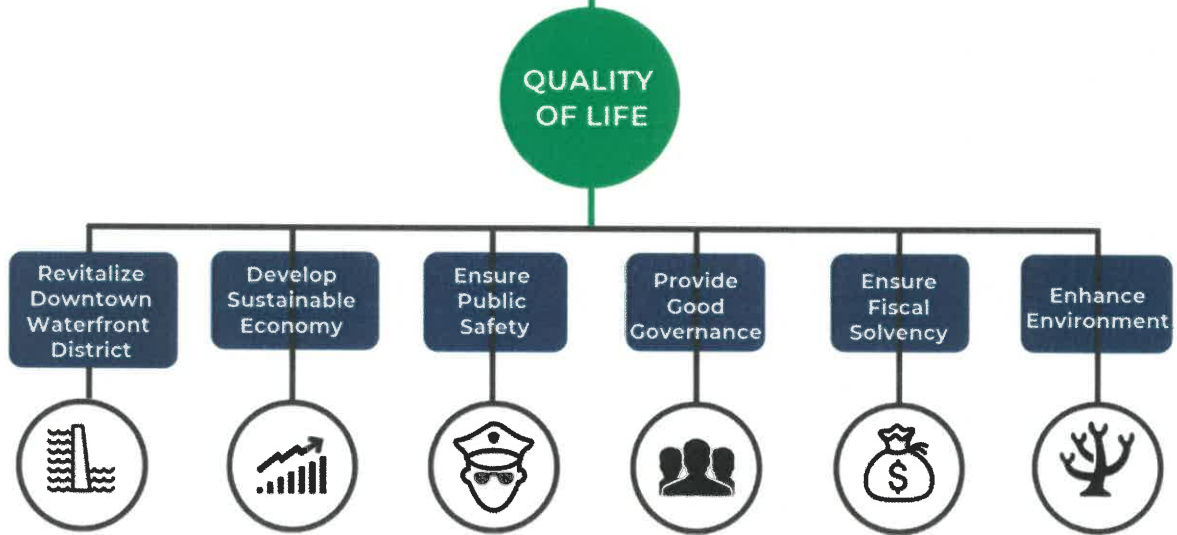 QUALITY
OF LIFE
Revitalize
Downtown
Waterfront
District
Develop
Sustainable
Economy
Ensure
Public
Safety
Provide
Good
Governance
Ensure
Fiscal
Solvency
Enhance
Environment
$